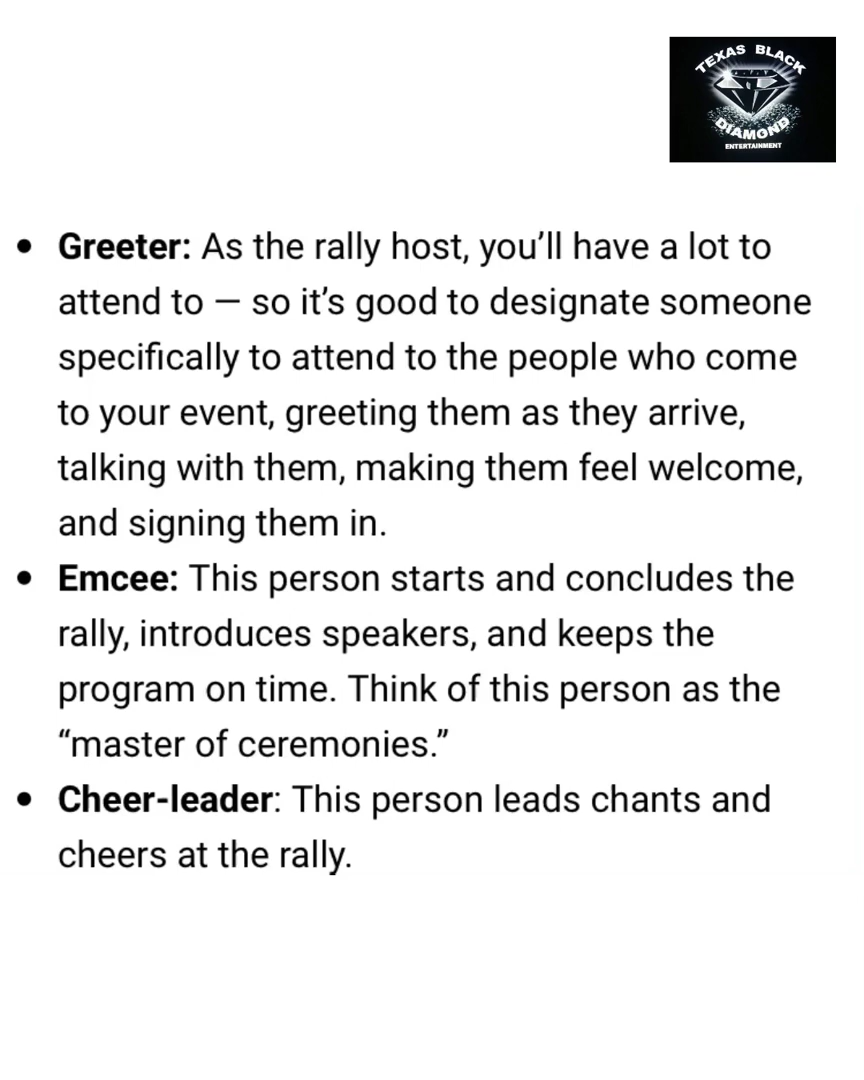 TEXAS BLACK
DIAMOND
ENTERTAINMENT
• Greeter: As the rally host, you’ll have a lot to
attend to — so it’s good to designate someone
specifically to attend to the people who come
to your event, greeting them as they arrive,
talking with them, making them feel welcome,
and signing them in.
• Emcee: This person starts and concludes the
rally, introduces speakers, and keeps the
program on time. Think of this person as the
“master of ceremonies.”
• Cheer-leader: This person leads chants and
cheers at the rally.